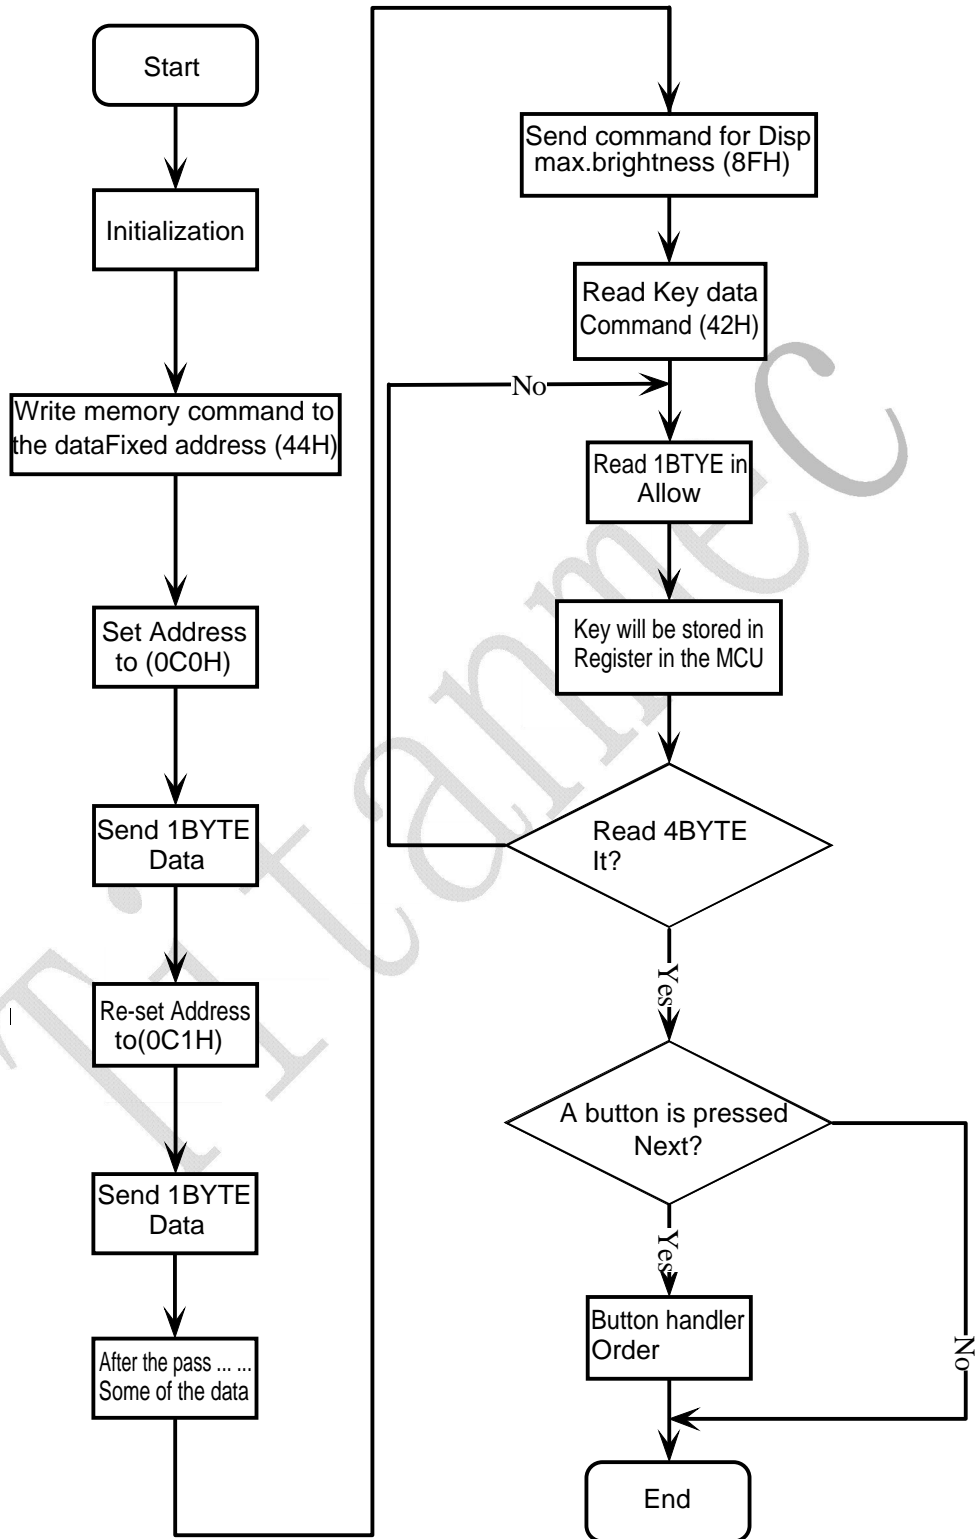 Start
Initialization
Write memory command to
the dataFixed address (44H)
Set Address
to (0C0H)
Send 1BYTE
Data
Re-set Address
to(0C1H)
Send 1BYTE
Data
After the pass ... ...
Some of the data
Send command for Disp
max.brightness (8FH)
Read Key data
Command (42H)
No
Read 1BTYE in
Allow
Key will be stored in
Register in the MCU
Read 4BYTE
It?
Yes
A button is pressed
Next?
Yes
No
Button handler
Order
End
Titanmec